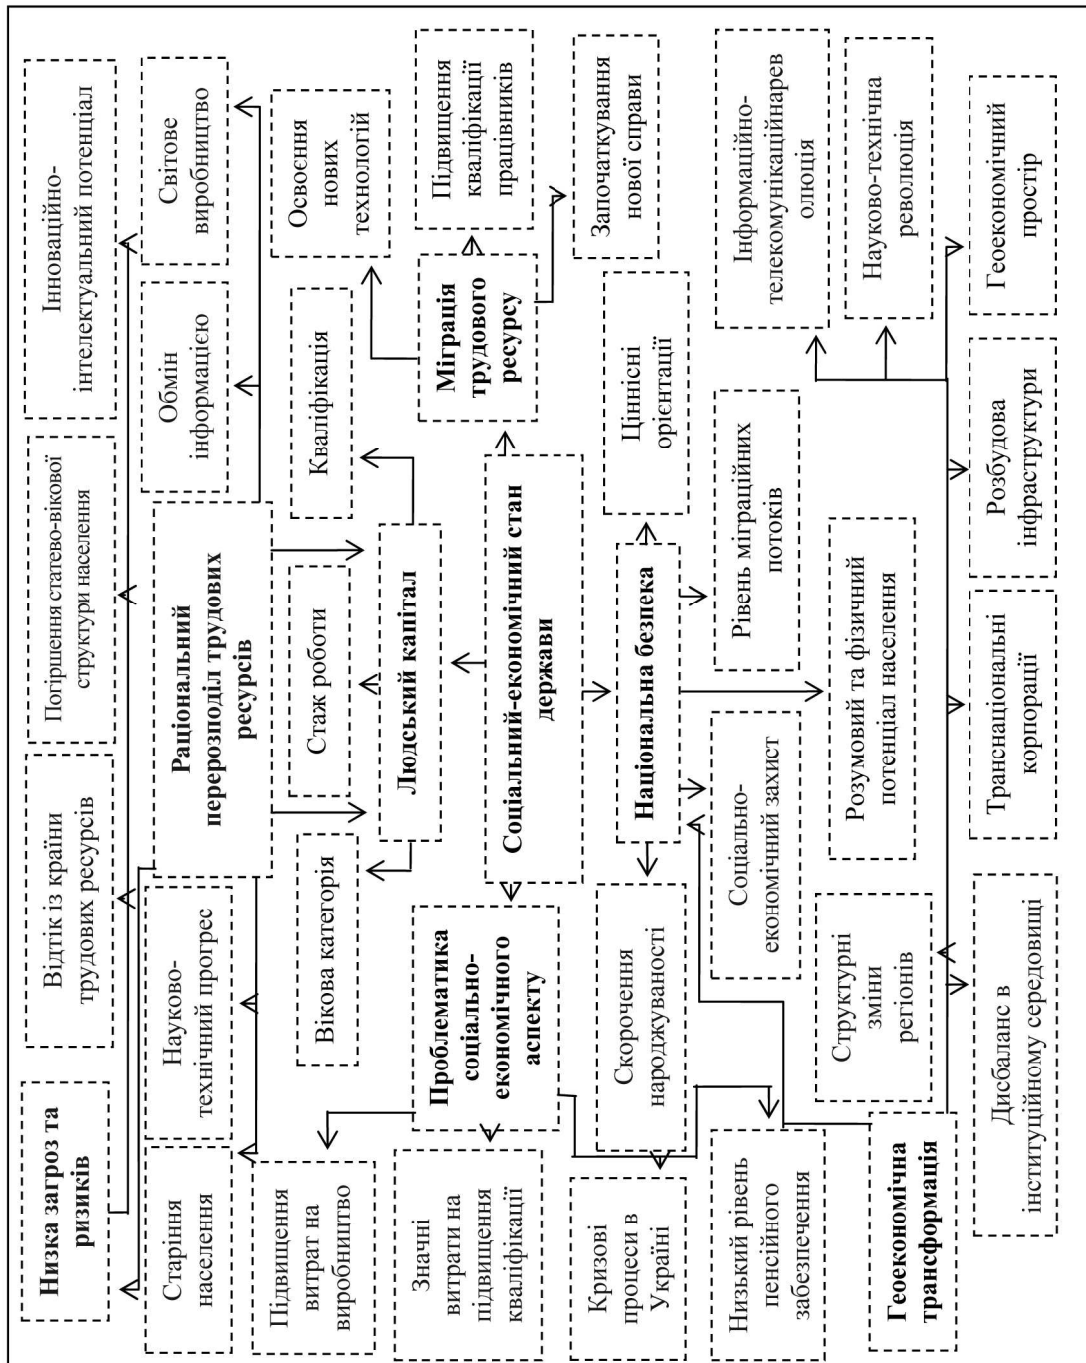 Низка загроз та
ризиків
Відтік із країни
трудових ресурсів
Погіршення статево-вікової
структури населення
Інноваційно-
інтелектуальний потенціал
Старіння
населення
Науково-
технічний прогрес
Раціональний
перерозподіл трудових
ресурсів
Обмін
інформацією
Світове
виробництво
Підвищення
витрат на
виробництво
Вікова категорія
Стаж роботи
Кваліфікація
Освоєння
нових
технологій
Значні
витрати на
підвищення
кваліфікації
Проблематика
соціально-
економічного
аспекту
Людський капітал
Міграція
трудового
ресурсу
Підвищення
кваліфікації
працівників
Соціальний-економічний стан
держави
Кризові
процеси в
Україні
Скорочення
народжуваності
Національна безпека
Ціннісні
орієнтації
Започаткування
нової справи
Низький рівень
пенсійного
забезпечення
Соціально-
економічний захист
Рівень міграційних
потоків
Інформаційно-
телекомунікаційнарев
олюція
Геоекономічна
трансформація
Структурні
зміни
регіонів
Розумовий та фізичний
потенціал населення
Науково-технічна
революція
Дисбаланс в
інституційному середовищі
Транснаціональні
корпорації
Розбудова
інфраструктури
Геоекономічний
простір